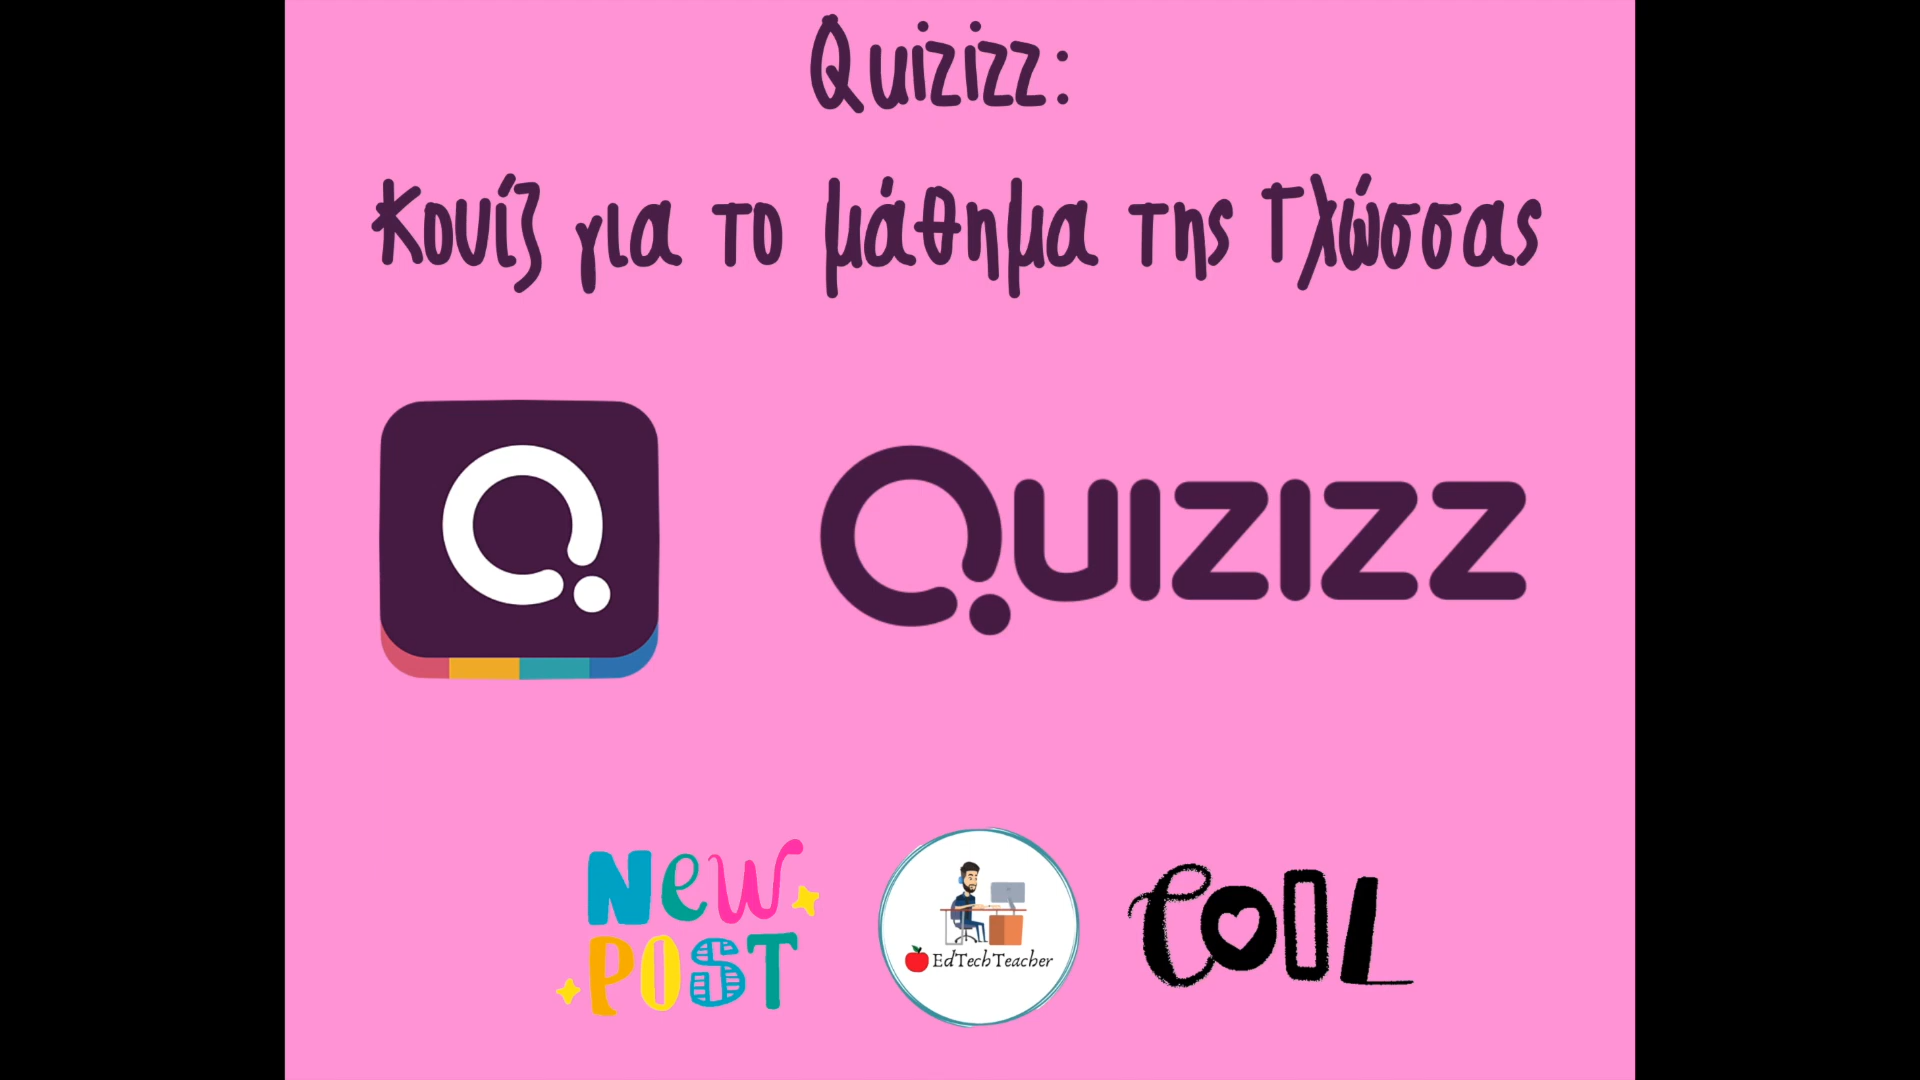 Quizizz:
Κουίζ για το μάθημα της Γλώσσας
QUIZIZZ
New
POST
EdTechTeacher
COOL